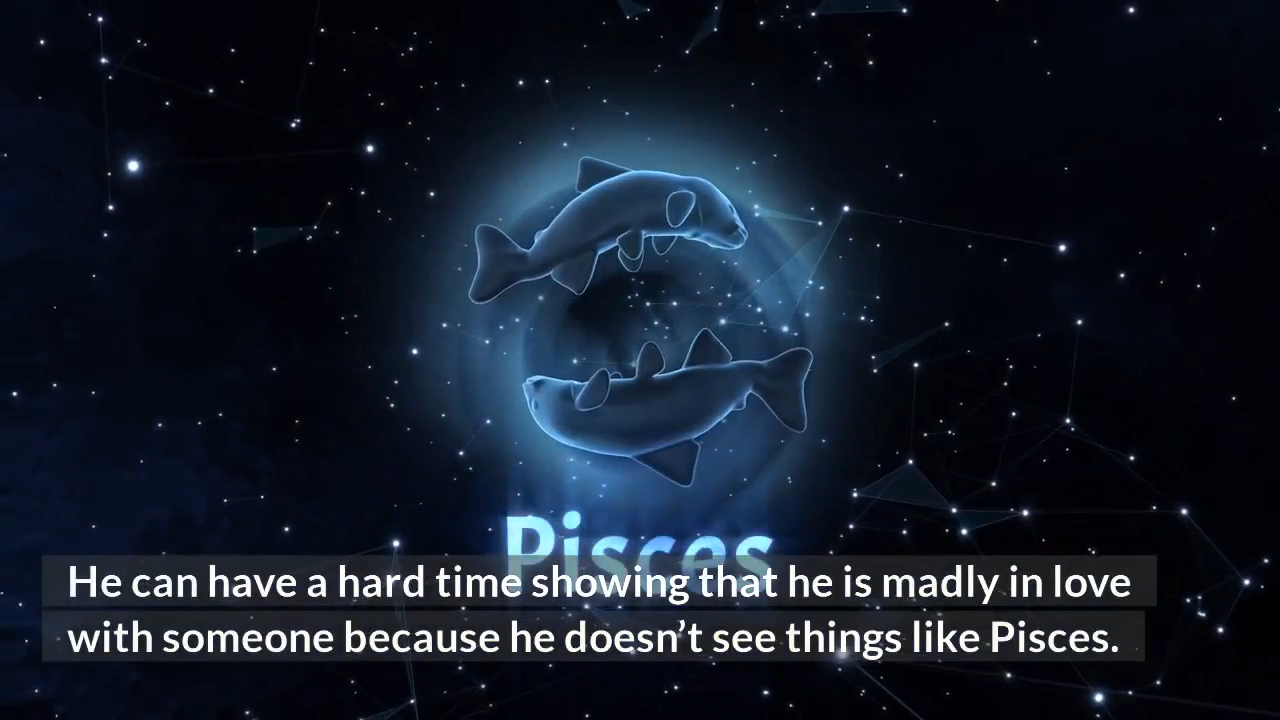 Pisces
He can have a hard time showing that he is madly in love
with someone because he doesn’t see things like Pisces.